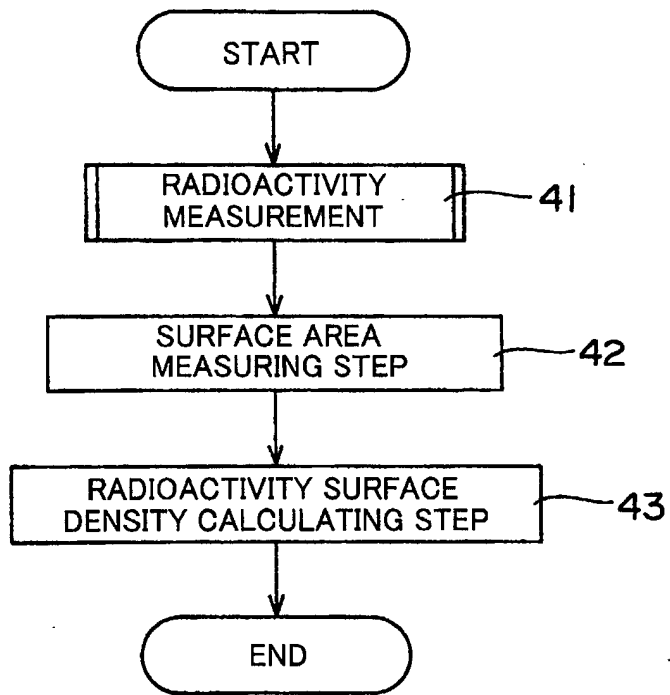 START
RADIOACTIVITY
MEASUREMENT
41
SURFACE AREA
MEASURING STEP
42
RADIOACTIVITY SURFACE
DENSITY CALCULATING STEP
43
END